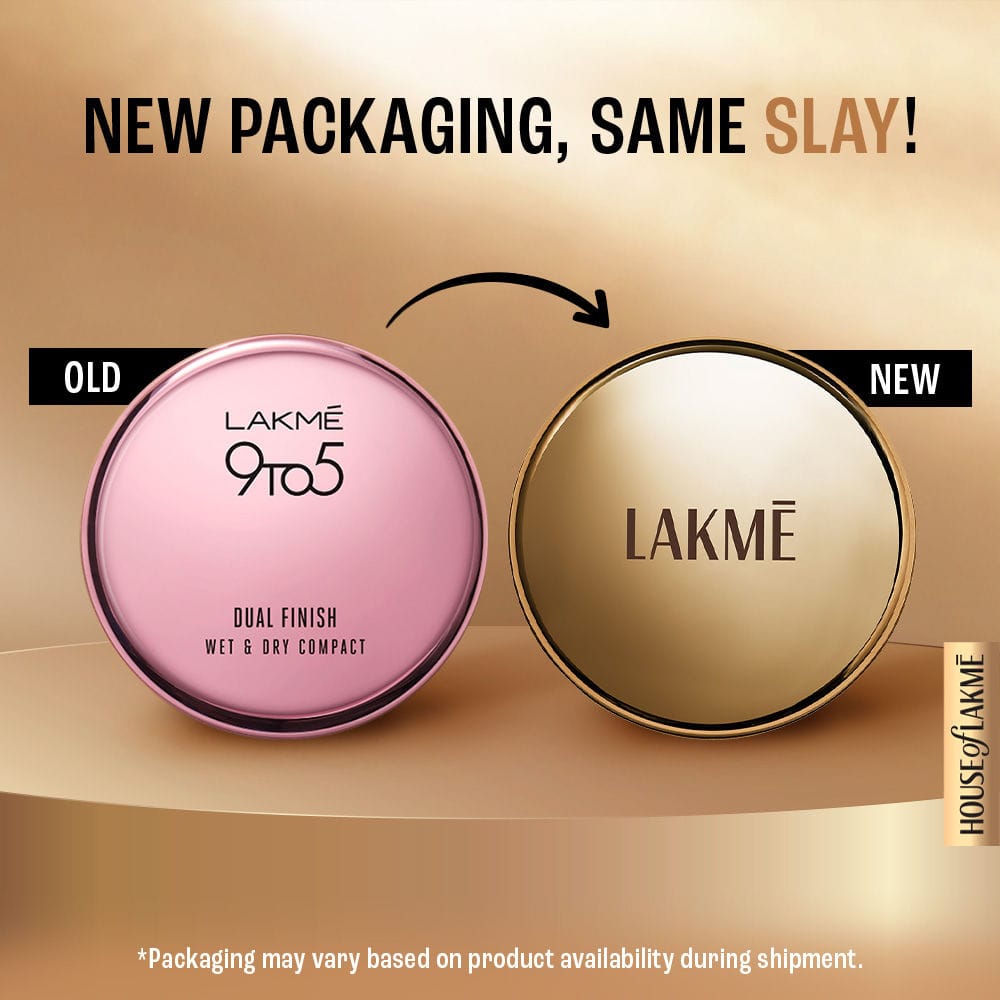 NEW PACKAGING, SAME SLAY!
OLD
NEW
LAKMÉ
9TO5
DUAL FINISH
WET & DRY COMPACT
LAKMĒ
HOUSE of LAKMĒ
*Packaging may vary based on product availability during shipment.